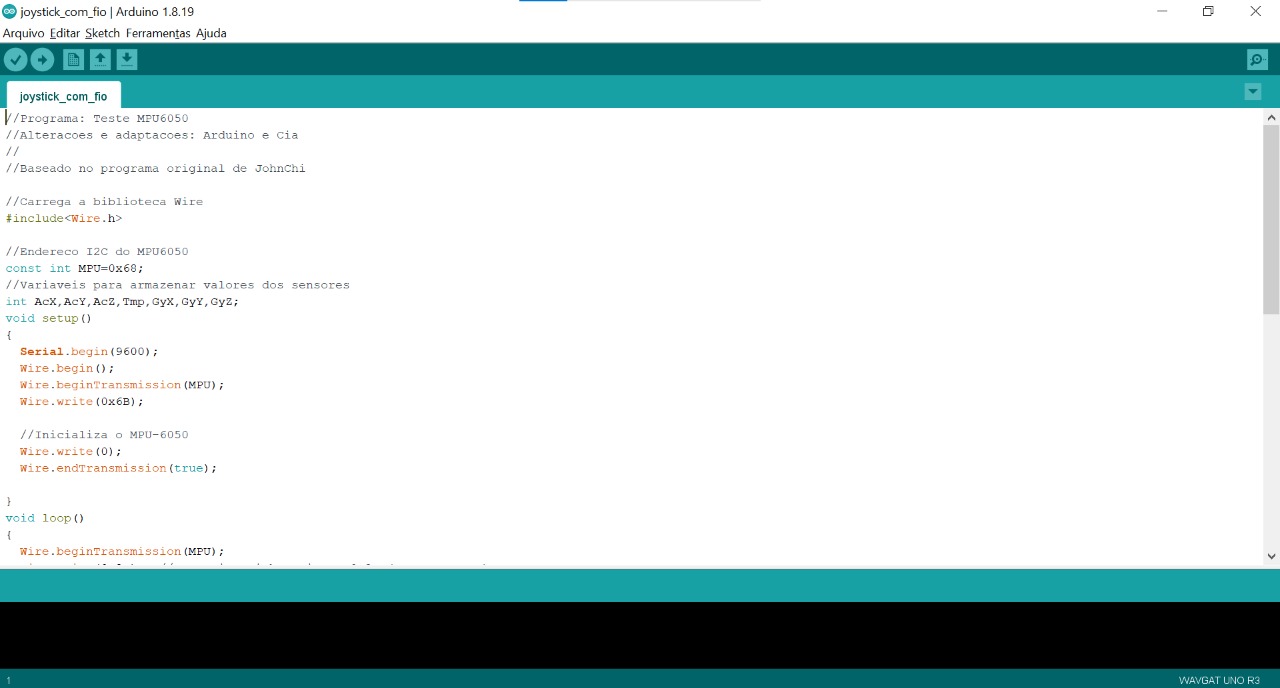 joystick_com_fio | Arduino 1.8.19
Arquivo Editar Sketch Ferramentas Ajuda
joystick_com_fio
//Programa: Teste MPU6050
//Alteracoes e adaptacoes: Arduino e Cia
//
//Baseado no programa original de JohnChi
//Carrega a biblioteca Wire
#include<Wire.h>
//Endereco I2C do MPU6050
const int MPU=0x68;
//Variaveis para armazenar valores dos sensores
int AcX,AcY,AcZ,Tmp,GyX,GyY,GyZ;
void setup()
{
Serial.begin(9600);
Wire.begin();
Wire.beginTransmission(MPU);
Wire.write(0x6B);
//Inicializa o MPU-6050
Wire.write(0);
Wire.endTransmission(true);
}
void loop()
{
Wire.beginTransmission(MPU);
1
WAVGAT UNO R3